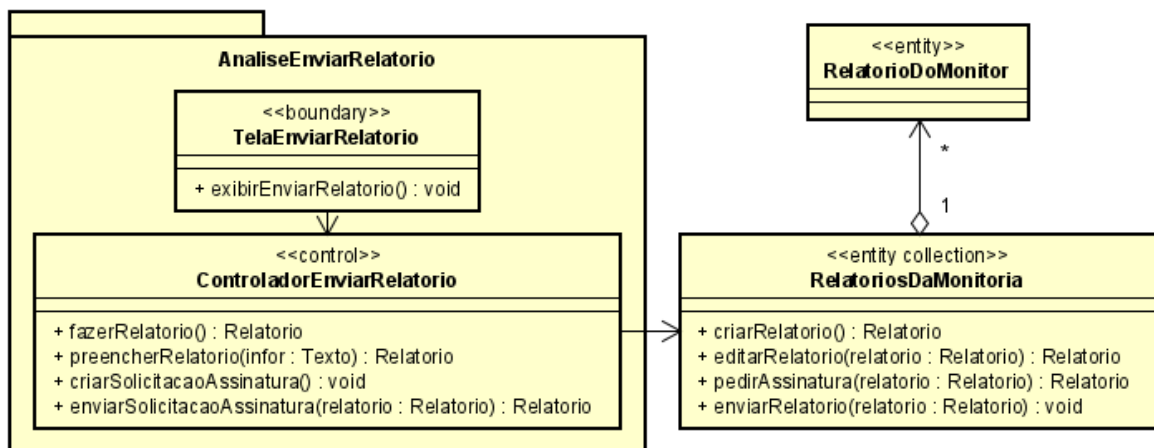 AnaliseEnviarRelatorio
<<boundary>>
TelaEnviarRelatorio
+ exibirEnviarRelatorio() : void
<<control>>
ControladorEnviarRelatorio
+ fazerRelatorio() : Relatorio
+ preencherRelatorio(infor : Texto) : Relatorio
+ criarSolicitacaoAssinatura() : void
+ enviarSolicitacaoAssinatura(relatorio : Relatorio) : Relatorio
<<entity>>
RelatorioDoMonitor
*
1
<<entity collection>>
RelatoriosDaMonitoria
+ criarRelatorio() : Relatorio
+ editarRelatorio(relatorio : Relatorio) : Relatorio
+ pedirAssinatura(relatorio : Relatorio) : Relatorio
+ enviarRelatorio(relatorio : Relatorio) : void